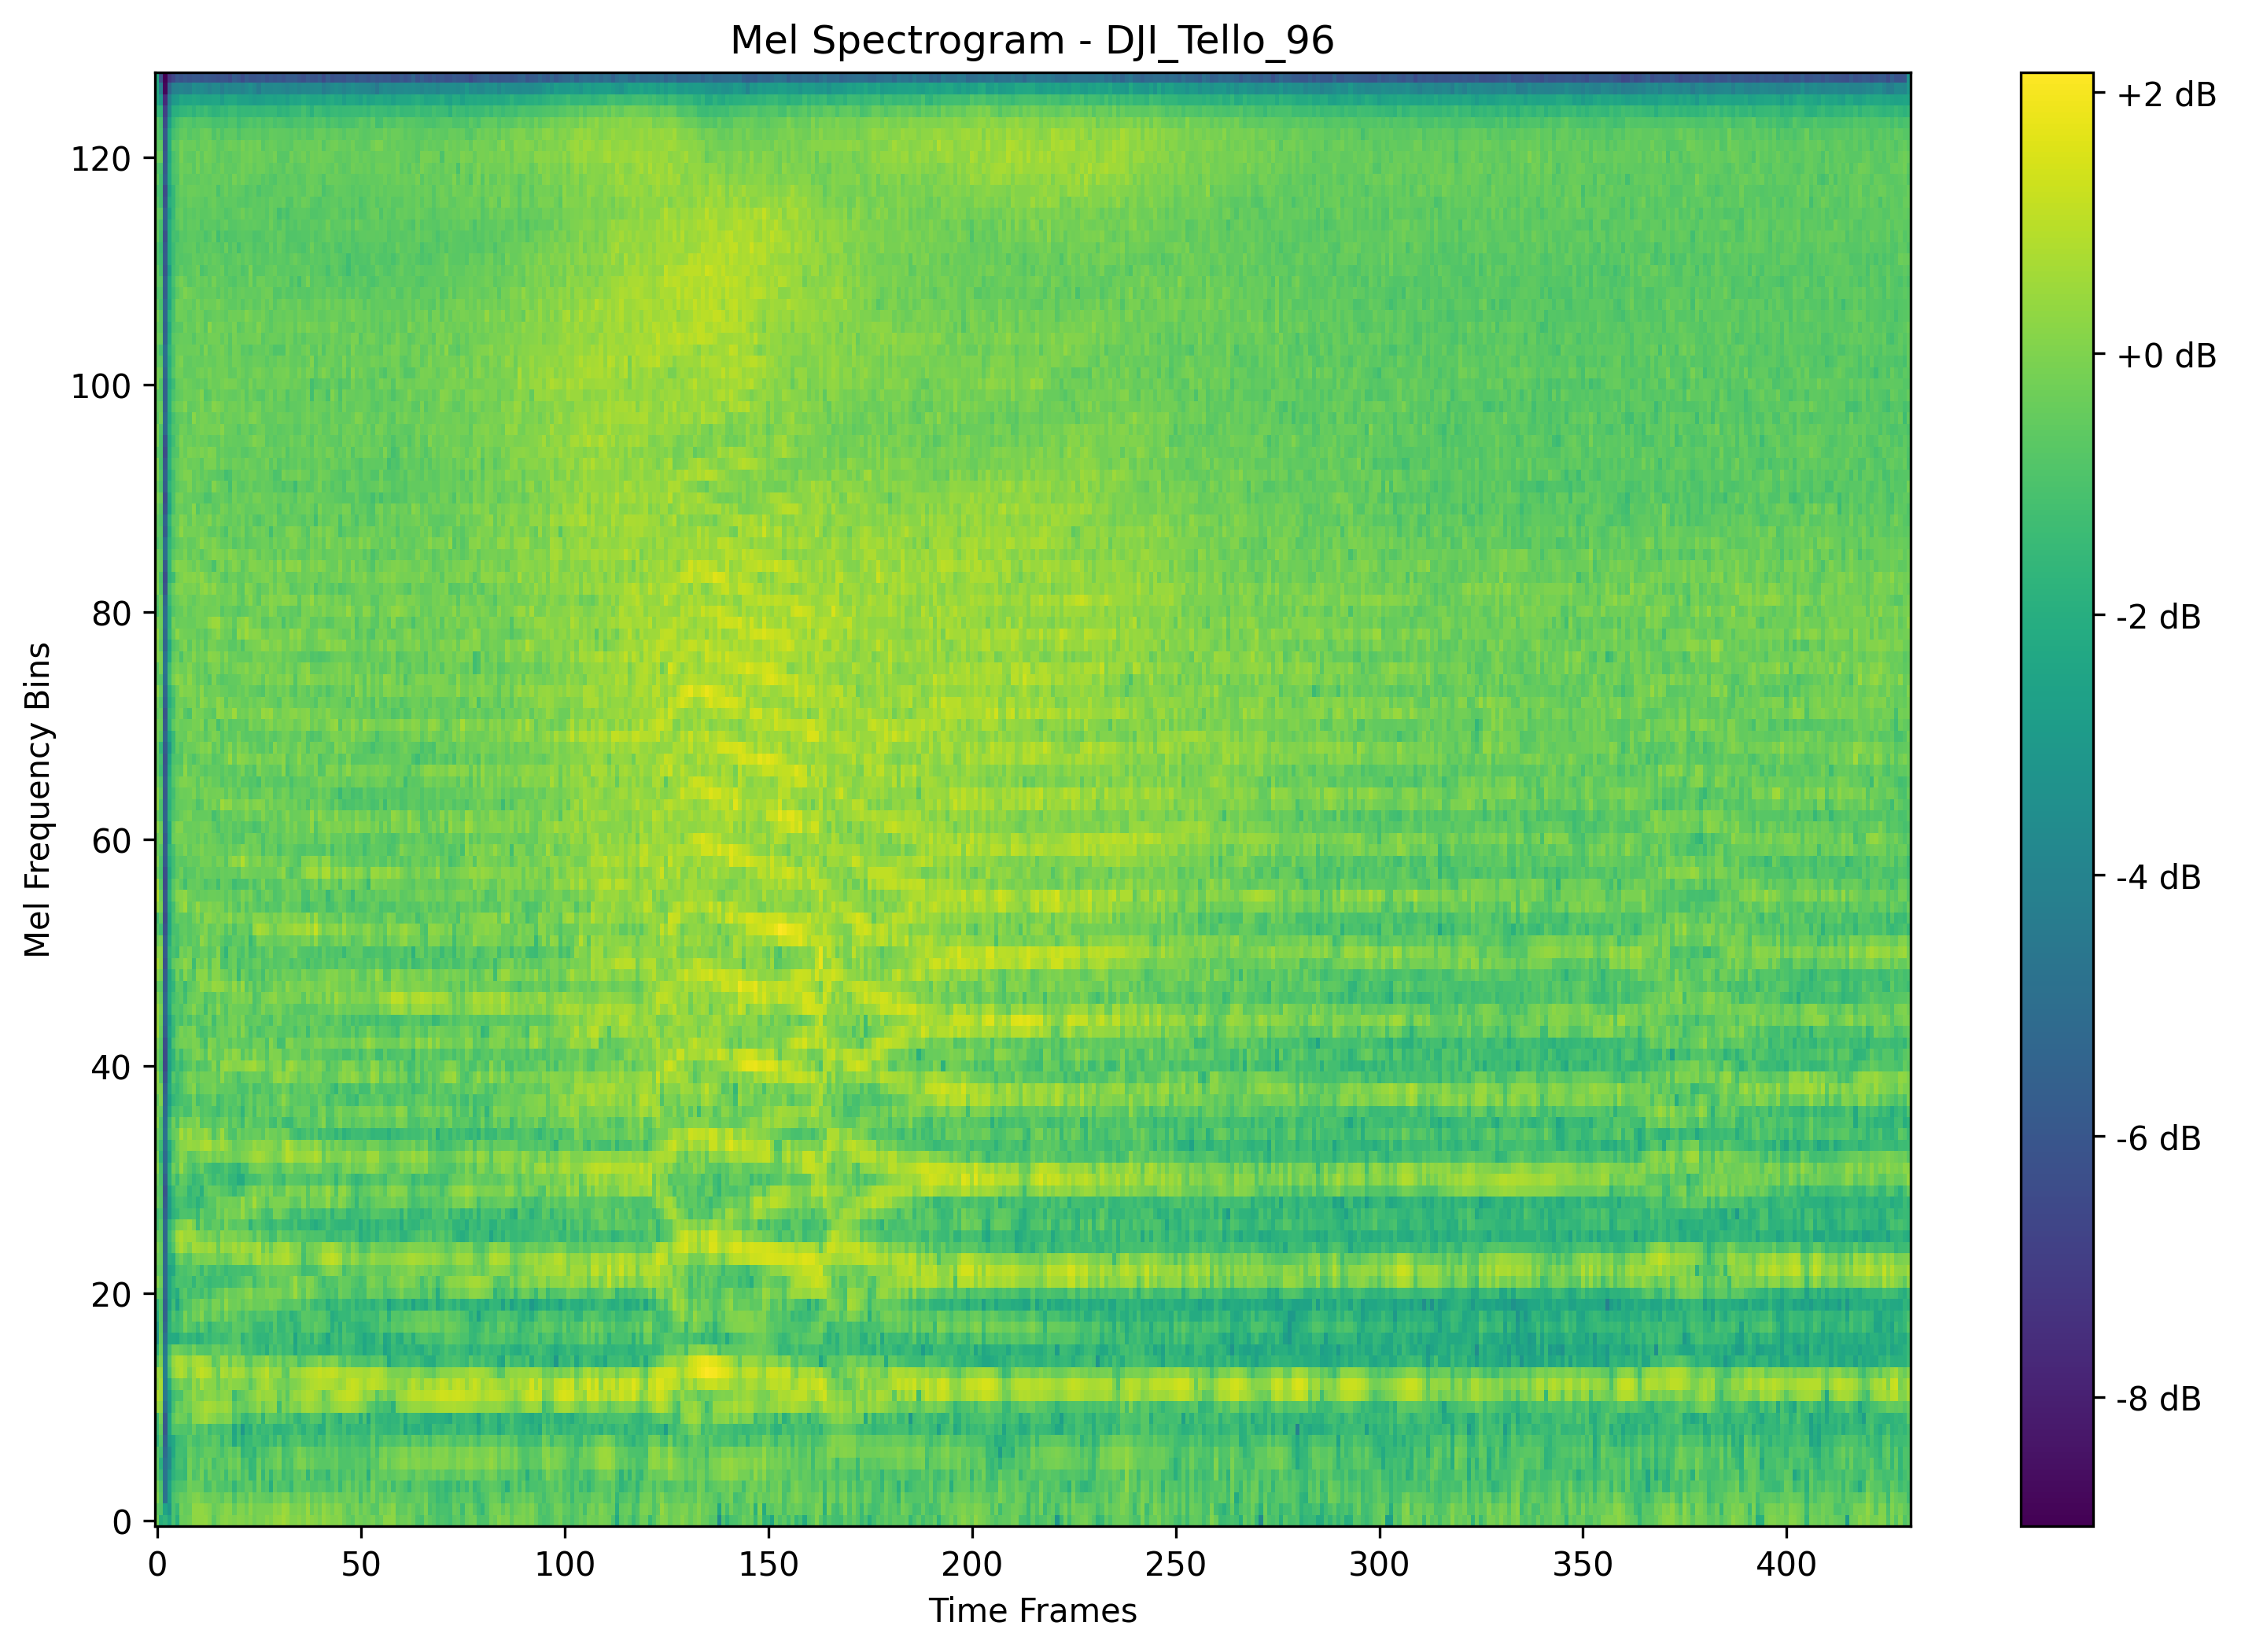 Mel Spectrogram - DJI_Tello_96
+2 dB
+0 dB
-2 dB
-4 dB
-6 dB
-8 dB
120
100
80
60
40
20
0
Mel Frequency Bins
0 50 100 150 200 250 300 350 400
Time Frames